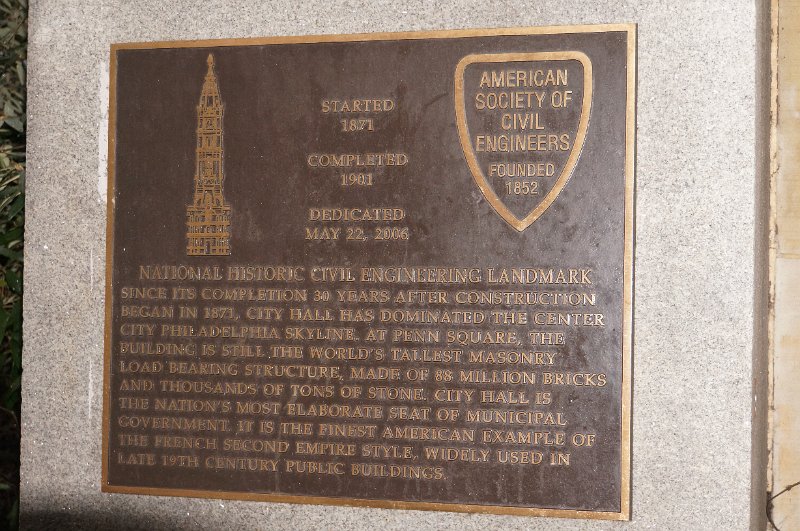 STARTED
1871
COMPLETED
1901
DEDICATED
MAY 22, 2006
AMERICAN
SOCIETY OF
CIVIL
ENGINEERS
FOUNDED
1852
NATIONAL HISTORIC CIVIL ENGINEERING LANDMARK
SINCE ITS COMPLETION 30 YEARS AFTER CONSTRUCTION
BEGAN IN 1871, CITY HALL HAS DOMINATED THE CENTER
CITY PHILADELPHIA SKYLINE. AT PENN SQUARE, THE
BUILDING IS STILL THE WORLD'S TALLEST MASONRY
LOAD BEARING STRUCTURE, MADE OF 88 MILLION BRICKS
AND THOUSANDS OF TONS OF STONE. CITY HALL IS
THE NATION'S MOST ELABORATE SEAT OF MUNICIPAL
GOVERNMENT. IT IS THE FINEST AMERICAN EXAMPLE OF
THE FRENCH SECOND EMPIRE STYLE, WIDELY USED IN
LATE 19TH CENTURY PUBLIC BUILDINGS.